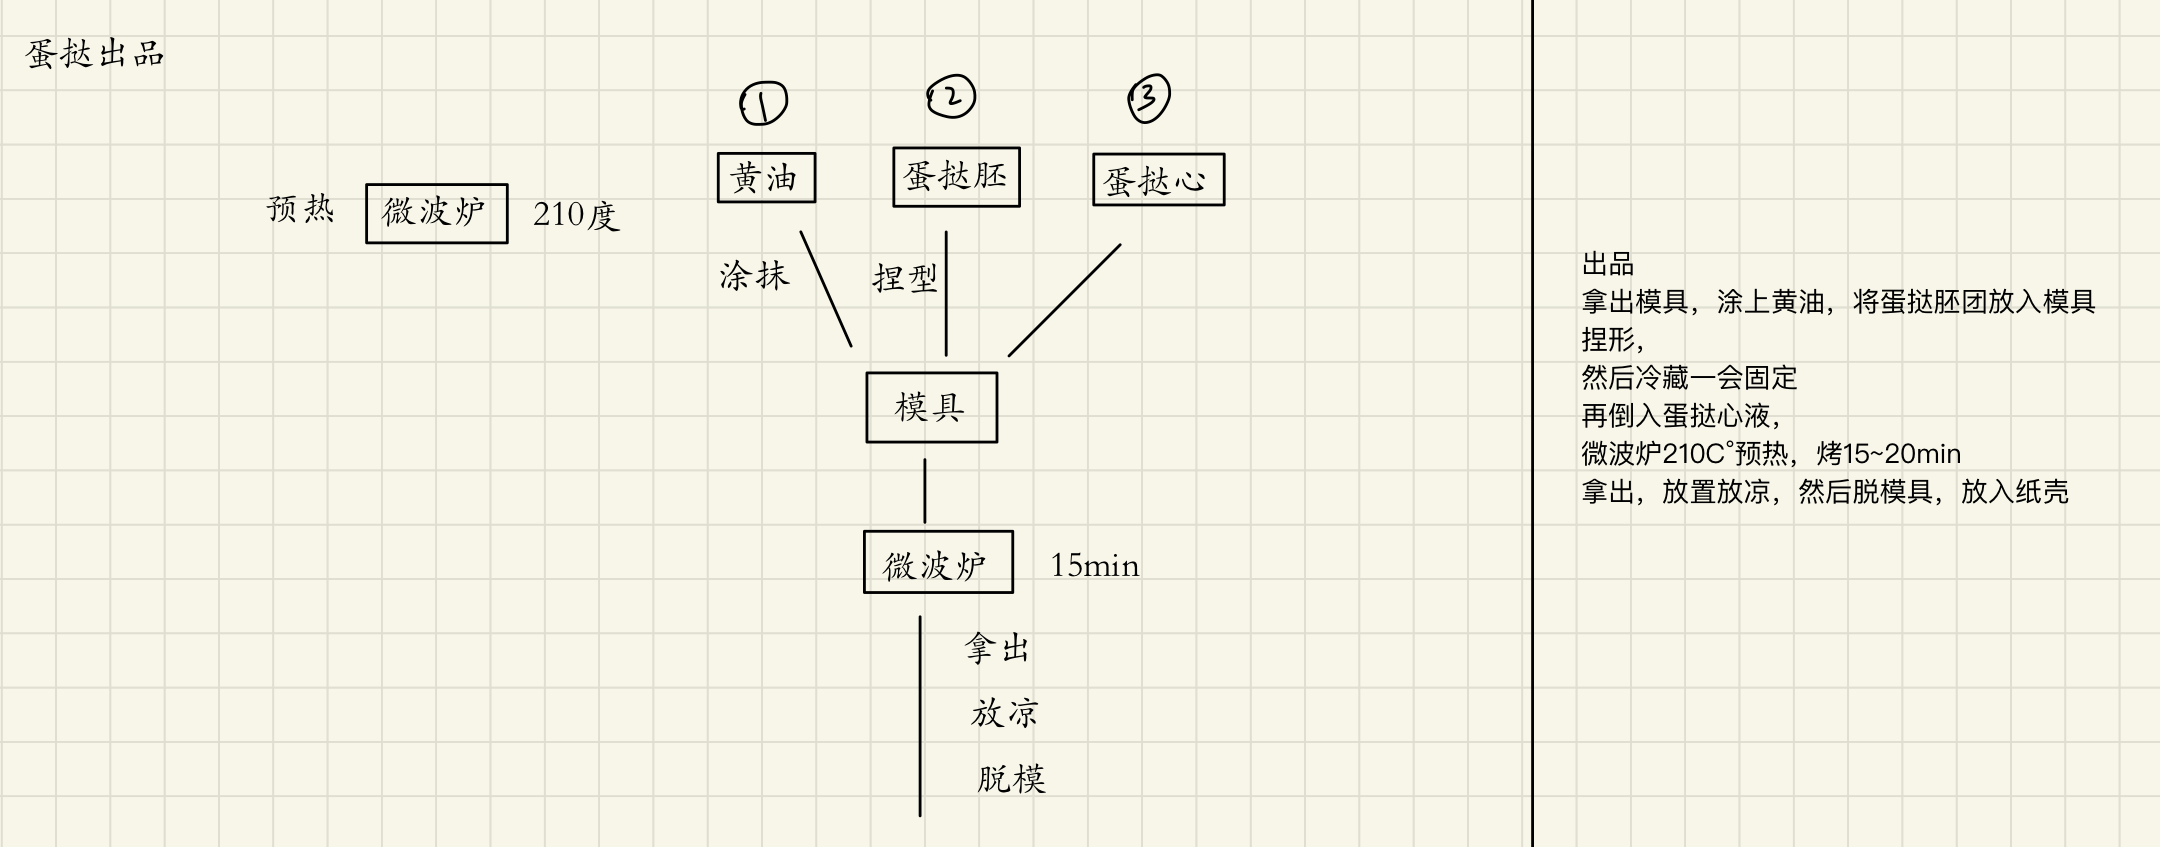 蛋挞出品
① ② ③
黄油 蛋挞胚 蛋挞心
预热 微波炉 210度
涂抹 捏型
模具
微波炉 15min
拿出
放凉
脱模
出品
拿出模具，涂上黄油，将蛋挞胚团放入模具
捏形，
然后冷藏一会固定
再倒入蛋挞心液，
微波炉210C°预热，烤15~20min
拿出，放置放凉，然后脱模具，放入纸壳